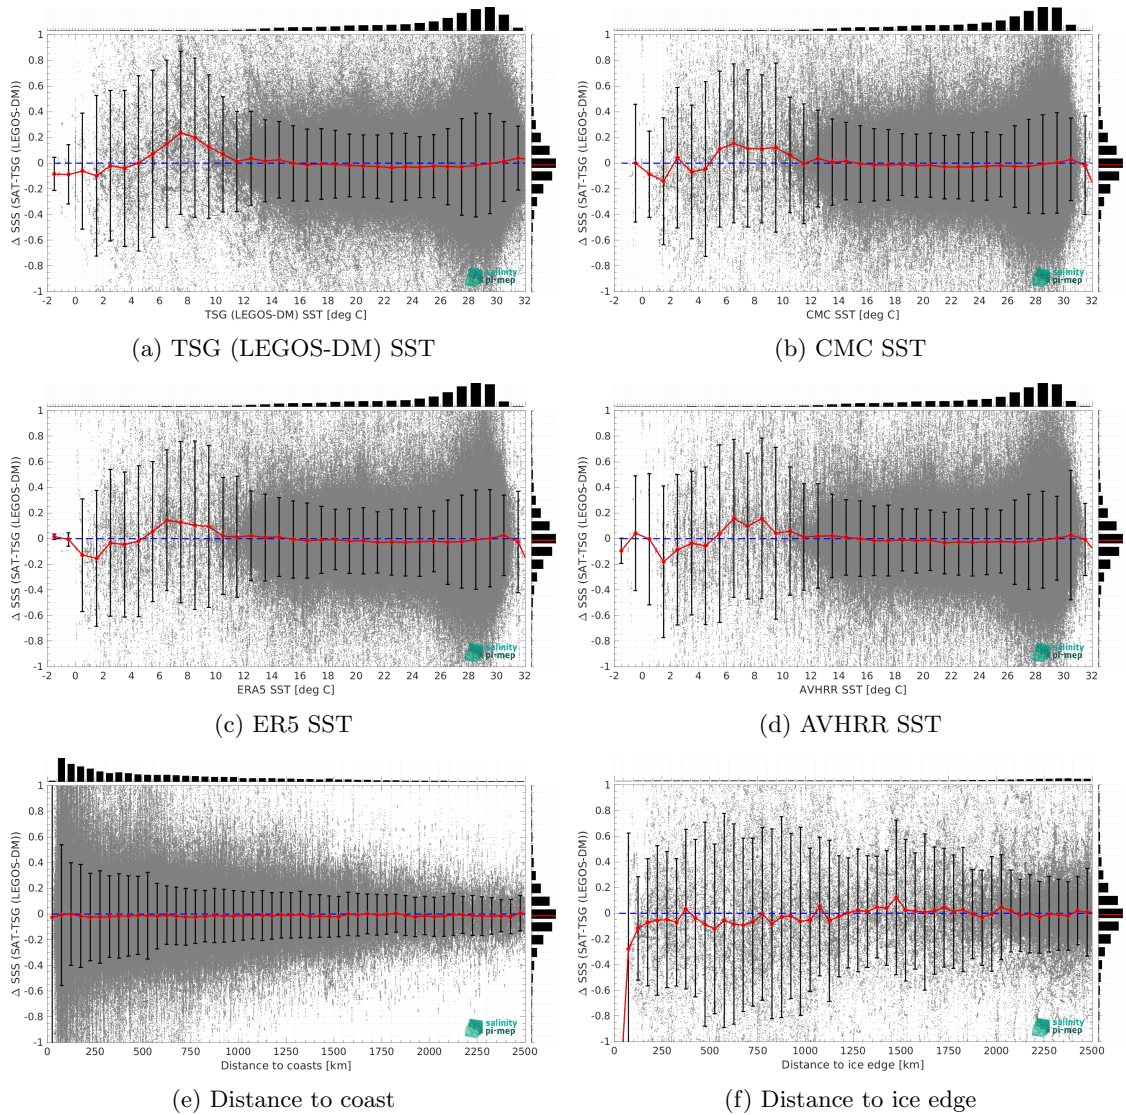 1
0.8
0.6
0.4
0.2
0
-0.2
-0.4
-0.6
-0.8
-1
Δ SSS (SAT-TSG (LEGOS-DM))
salinity
pi-mep
-2 0 2 4 6 8 10 12 14 16 18 20 22 24 26 28 30 32
TSG (LEGOS-DM) SST [deg C]
(a) TSG (LEGOS-DM) SST
1
0.8
0.6
0.4
0.2
0
-0.2
-0.4
-0.6
-0.8
-1
Δ SSS (SAT-TSG (LEGOS-DM))
salinity
pi-mep
-2 0 2 4 6 8 10 12 14 16 18 20 22 24 26 28 30 32
CMC SST [deg C]
(b) CMC SST
1
0.8
0.6
0.4
0.2
0
-0.2
-0.4
-0.6
-0.8
-1
Δ SSS (SAT-TSG (LEGOS-DM))
salinity
pi-mep
-2 0 2 4 6 8 10 12 14 16 18 20 22 24 26 28 30 32
ERA5 SST [deg C]
(c) ER5 SST
1
0.8
0.6
0.4
0.2
0
-0.2
-0.4
-0.6
-0.8
-1
Δ SSS (SAT-TSG (LEGOS-DM))
salinity
pi-mep
-2 0 2 4 6 8 10 12 14 16 18 20 22 24 26 28 30 32
AVHRR SST [deg C]
(d) AVHRR SST
1
0.8
0.6
0.4
0.2
0
-0.2
-0.4
-0.6
-0.8
-1
Δ SSS (SAT-TSG (LEGOS-DM))
salinity
pi-mep
0 250 500 750 1000 1250 1500 1750 2000 2250 2500
Distance to coasts [km]
(e) Distance to coast
1
0.8
0.6
0.4
0.2
0
-0.2
-0.4
-0.6
-0.8
-1
Δ SSS (SAT-TSG (LEGOS-DM))
salinity
pi-mep
0 250 500 750 1000 1250 1500 1750 2000 2250 2500
Distance to ice edge [km]
(f) Distance to ice edge